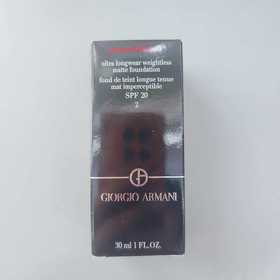 ultra longwear weightless
matte foundation
fond de teint longue tenue
mat imperceptible
SPF 20
2
GIORGIO ARMANI
30 ml 1 FL.OZ.